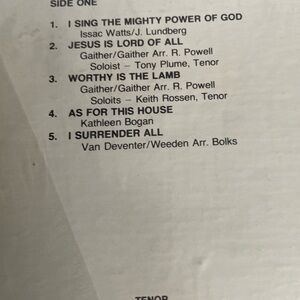 SIDE ONE
1. I SING THE MIGHTY POWER OF GOD
Issac Watts/J. Lundberg
2. JESUS IS LORD OF ALL
Gaither/Gaither Arr. R. Powell
Soloist – Tony Plume, Tenor
3. WORTHY IS THE LAMB
Gaither/Gaither Arr. R. Powell
Soloits – Keith Rossen, Tenor
4. AS FOR THIS HOUSE
Kathleen Bogan
5. I SURRENDER ALL
Van Deventer/Weeden Arr. Bolks
TENOR